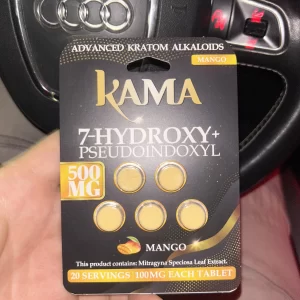 ADVANCED KRATOM ALKALOIDS
MANGO
KAMA
7-HYDROXY+
PSEUDOINDOXYL
500
MG
MANGO
This product contains: Mitragyna Speciosa Leaf Extract.
20 SERVINGS 100MG EACH TABLET